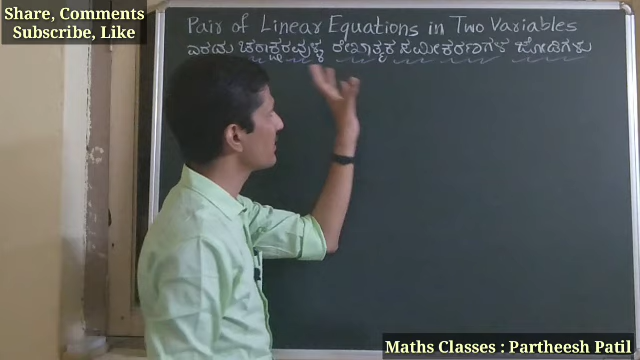 Share, Comments
Subscribe, Like
Pair of Linear Equations in Two Variables
ಎರಡು ಚರಾಕ್ಷರವುಳ್ಳ ರೇಖಾತ್ಮಕ ಸಮೀಕರಣಗಳ ಜೋಡಿಗಳು
Maths Classes : Partheesh Patil